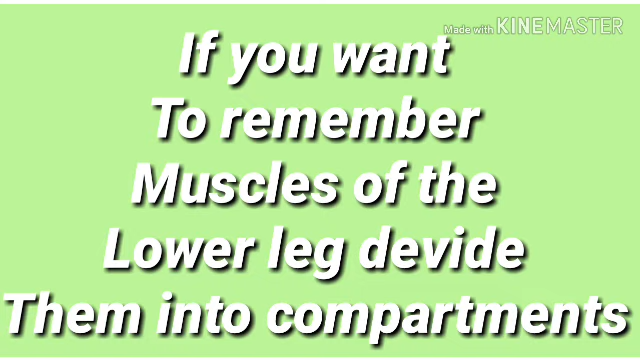 Made with KINEMASTER
If you want
To remember
Muscles of the
Lower leg devide
Them into compartments